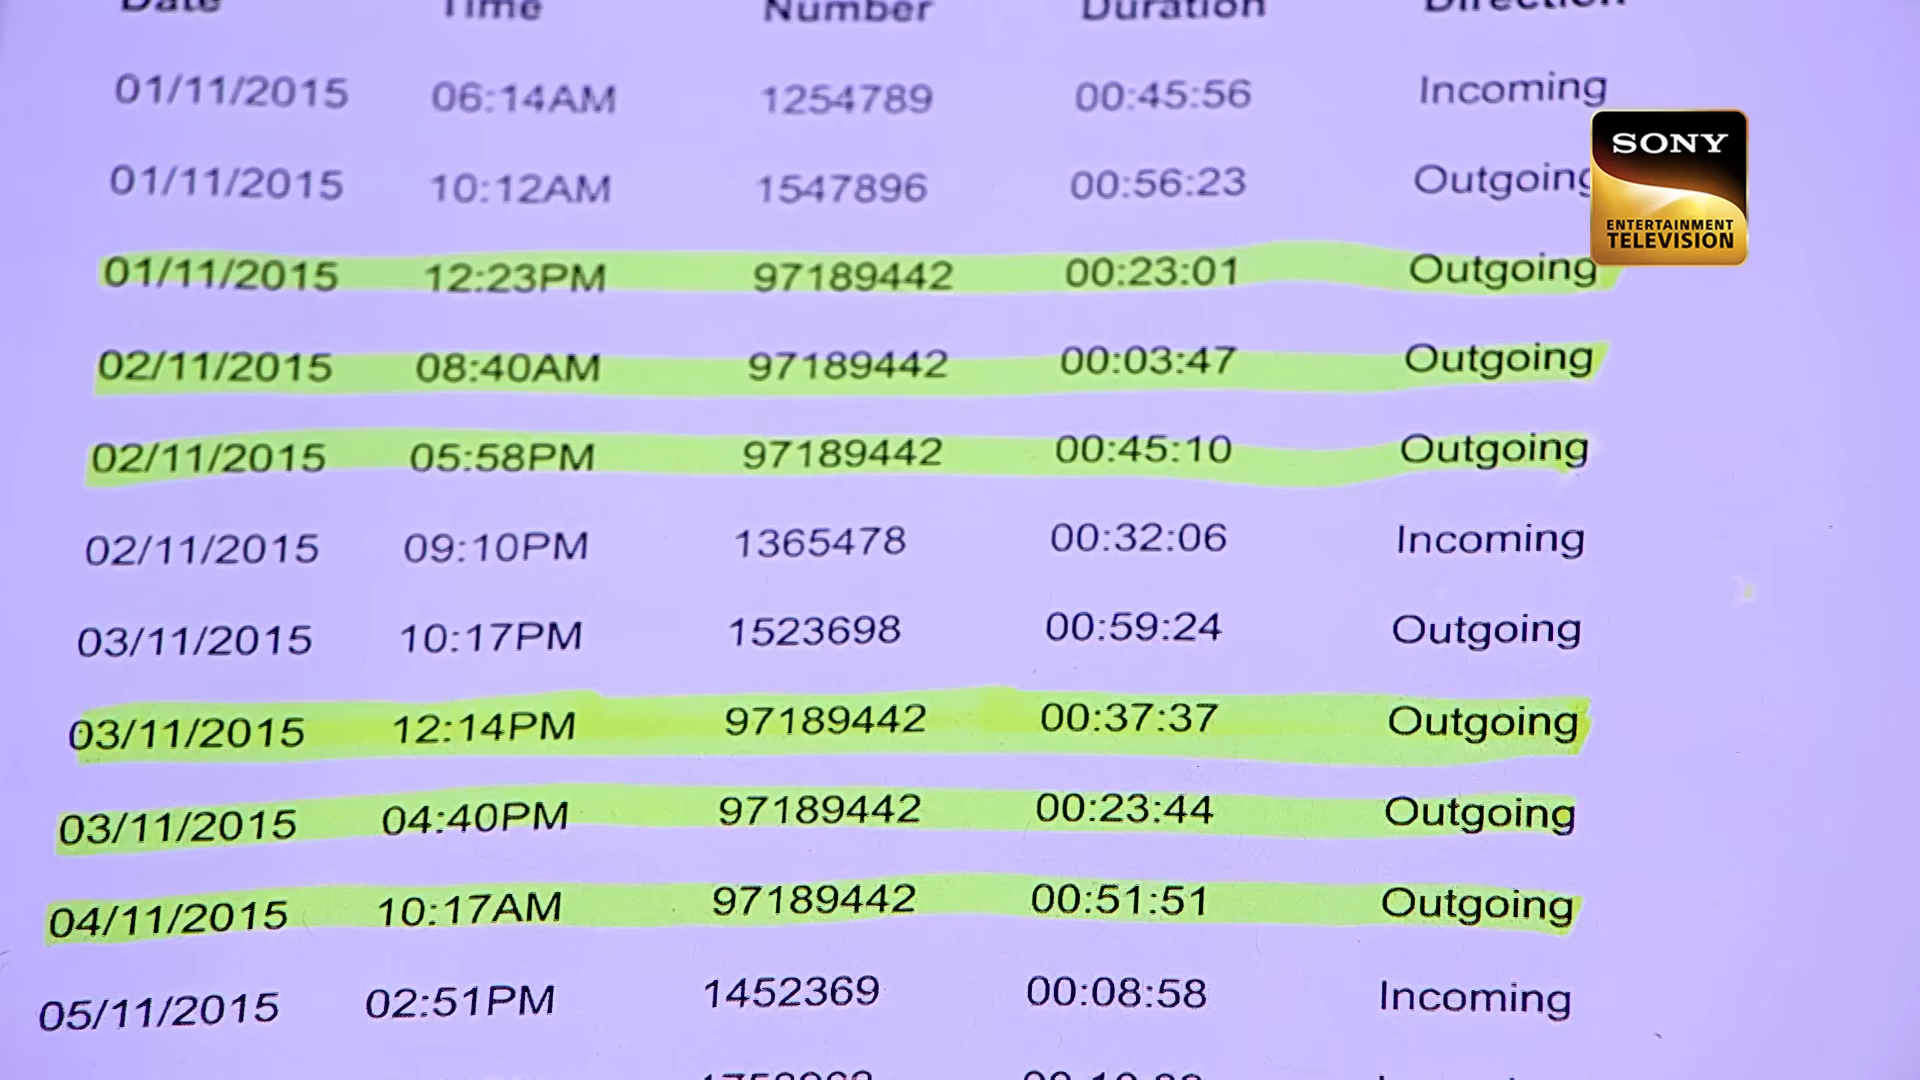 Date Time Number Duration Direction
01/11/2015 06:14AM 1254789 00:45:56 Incoming
01/11/2015 10:12AM 1547896 00:56:23 Outgoing
01/11/2015 12:23PM 97189442 00:23:01 Outgoing
02/11/2015 08:40AM 97189442 00:03:47 Outgoing
02/11/2015 05:58PM 97189442 00:45:10 Outgoing
02/11/2015 09:10PM 1365478 00:32:06 Incoming
03/11/2015 10:17PM 1523698 00:59:24 Outgoing
03/11/2015 12:14PM 97189442 00:37:37 Outgoing
03/11/2015 04:40PM 97189442 00:23:44 Outgoing
04/11/2015 10:17AM 97189442 00:51:51 Outgoing
05/11/2015 02:51PM 1452369 00:08:58 Incoming
SONY
ENTERTAINMENT
TELEVISION